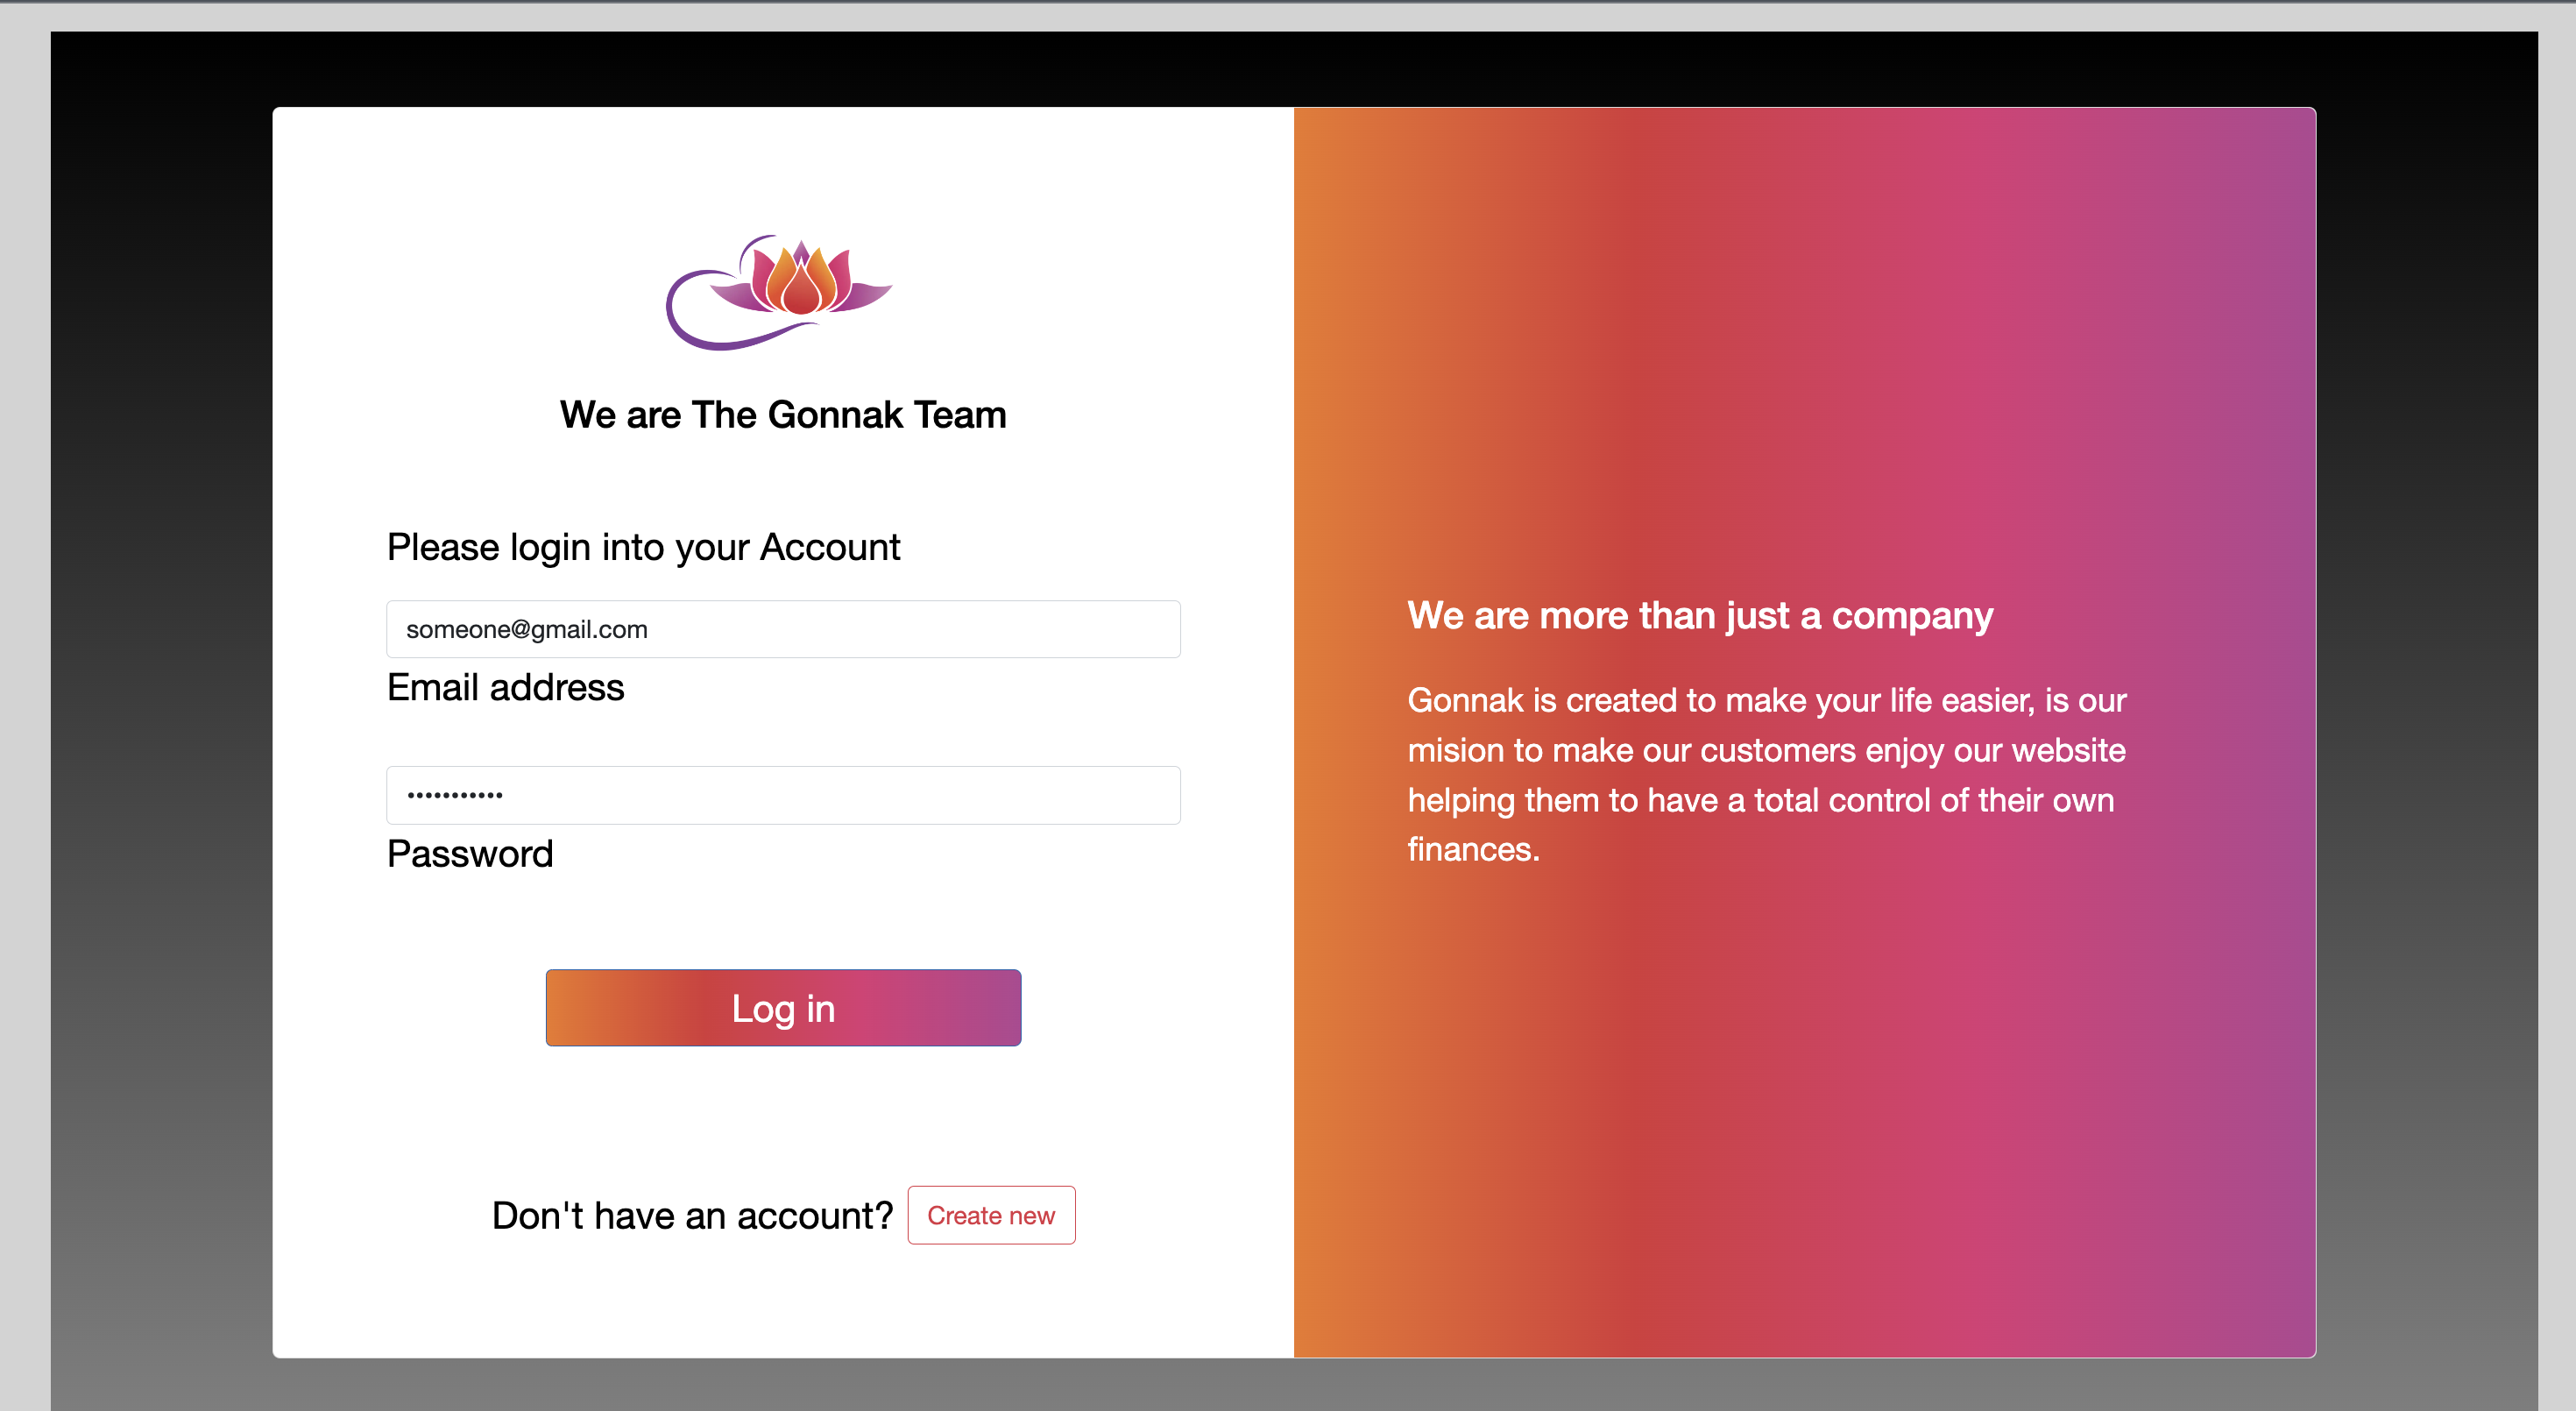 We are The Gonnak Team
Please login into your Account
someone@gmail.com
Email address
•••••••••••
Password
Log in
Don't have an account? Create new
We are more than just a company
Gonnak is created to make your life easier, is our
mision to make our customers enjoy our website
helping them to have a total control of their own
finances.